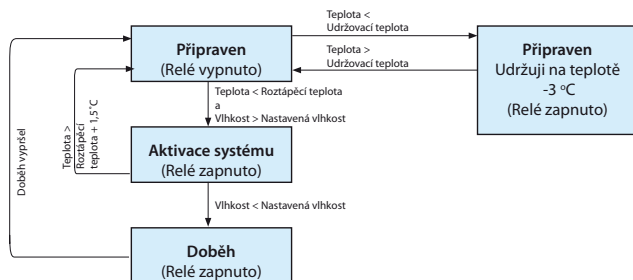 Teplota <
Udržovací teplota
Připraven
(Relé vypnuto)
Teplota >
Udržovací teplota
Připraven
Udržuji na teplotě
-3 ºC
(Relé zapnuto)
Teplota < Roztápěcí teplota
a
Vlhkost > Nastavená vlhkost
Doběh vypršel
Teplota >
Roztápěcí
teplota + 1,5˚C
Aktivace systému
(Relé zapnuto)
Vlhkost < Nastavená vlhkost
Doběh
(Relé zapnuto)